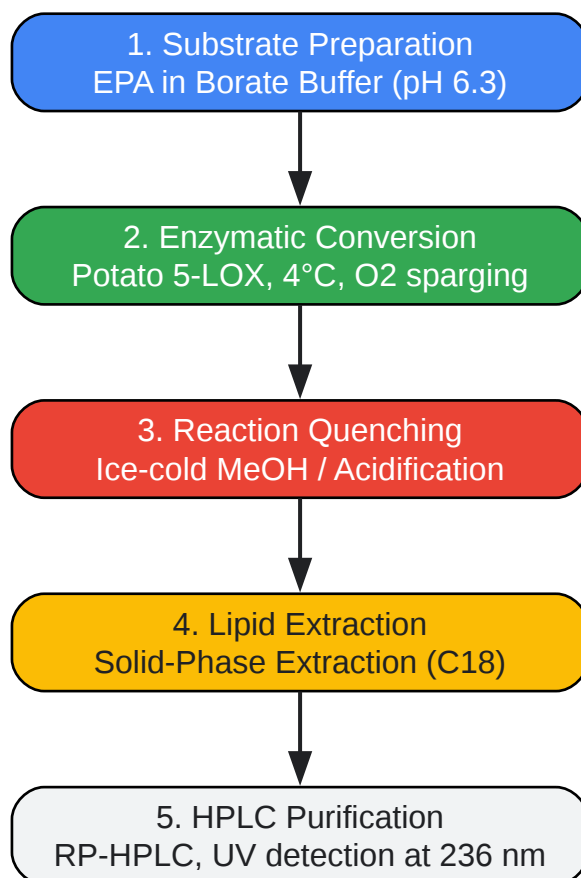 1. Substrate Preparation
EPA in Borate Buffer (pH 6.3)
2. Enzymatic Conversion
Potato 5-LOX, 4°C, O2 sparging
3. Reaction Quenching
Ice-cold MeOH / Acidification
4. Lipid Extraction
Solid-Phase Extraction (C18)
5. HPLC Purification
RP-HPLC, UV detection at 236 nm